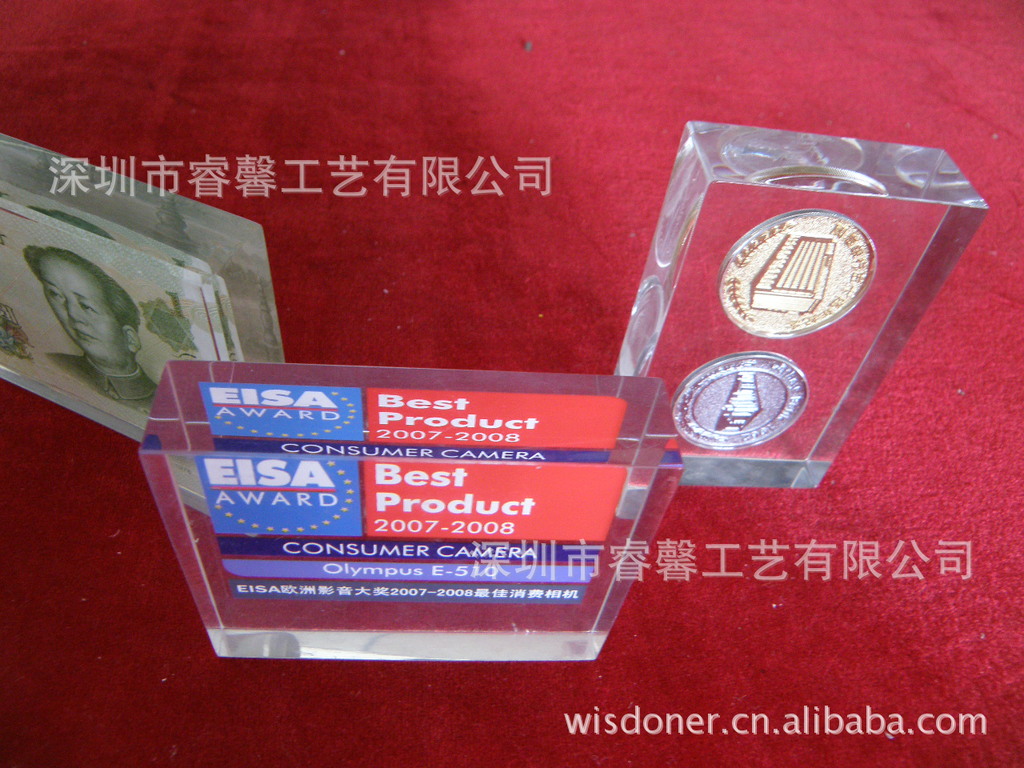 深圳市睿馨工艺有限公司
EISA
AWARD
Best
Product
2007-2008
CONSUMER CAMERA
EISA
AWARD
Best
Product
2007-2008
CONSUMER CAMERA
Olympus E-510
EISA欧洲影音大奖2007-2008最佳消费相机
深圳市睿馨工艺有限公司
wisdoner.cn.alibaba.com